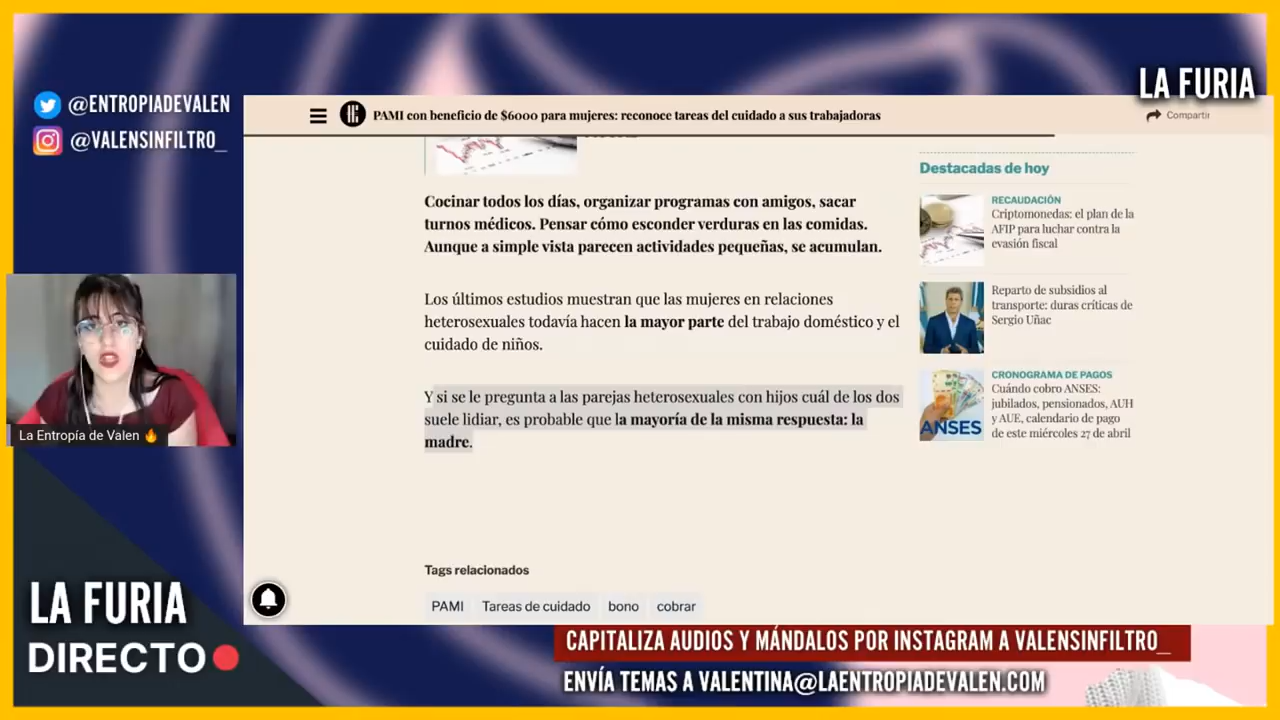 @ENTROPIADEVALEN
@VALENSINFILTRO_
LA FURIA
PAMI con beneficio de $6000 para mujeres: reconoce tareas del cuidado a sus trabajadoras
Compartir
Cocinar todos los días, organizar programas con amigos, sacar
turnos médicos. Pensar cómo esconder verduras en las comidas.
Aunque a simple vista parecen actividades pequeñas, se acumulan.
Los últimos estudios muestran que las mujeres en relaciones
heterosexuales todavía hacen la mayor parte del trabajo doméstico y el
cuidado de niños.
Y si se le pregunta a las parejas heterosexuales con hijos cuál de los dos
suele lidiar, es probable que la mayoría de la misma respuesta: la
madre.
Tags relacionados
PAMI Tareas de cuidado bono cobrar
Destacadas de hoy
RECAUDACIÓN
Criptomonedas: el plan de la
AFIP para luchar contra la
evasión fiscal
Reparto de subsidios al
transporte: duras críticas de
Sergio Uñac
CRONOGRAMA DE PAGOS
Cuándo cobro ANSES:
jubilados, pensionados, AUH
y AUE, calendario de pago
de este miércoles 27 de abril
ANSES
La Entropía de Valen 🔥
LA FURIA
DIRECTO
CAPITALIZA AUDIOS Y MÁNDALOS POR INSTAGRAM A VALENSINFILTRO_
ENVÍA TEMAS A VALENTINA@LAENTROPIADEVALEN.COM